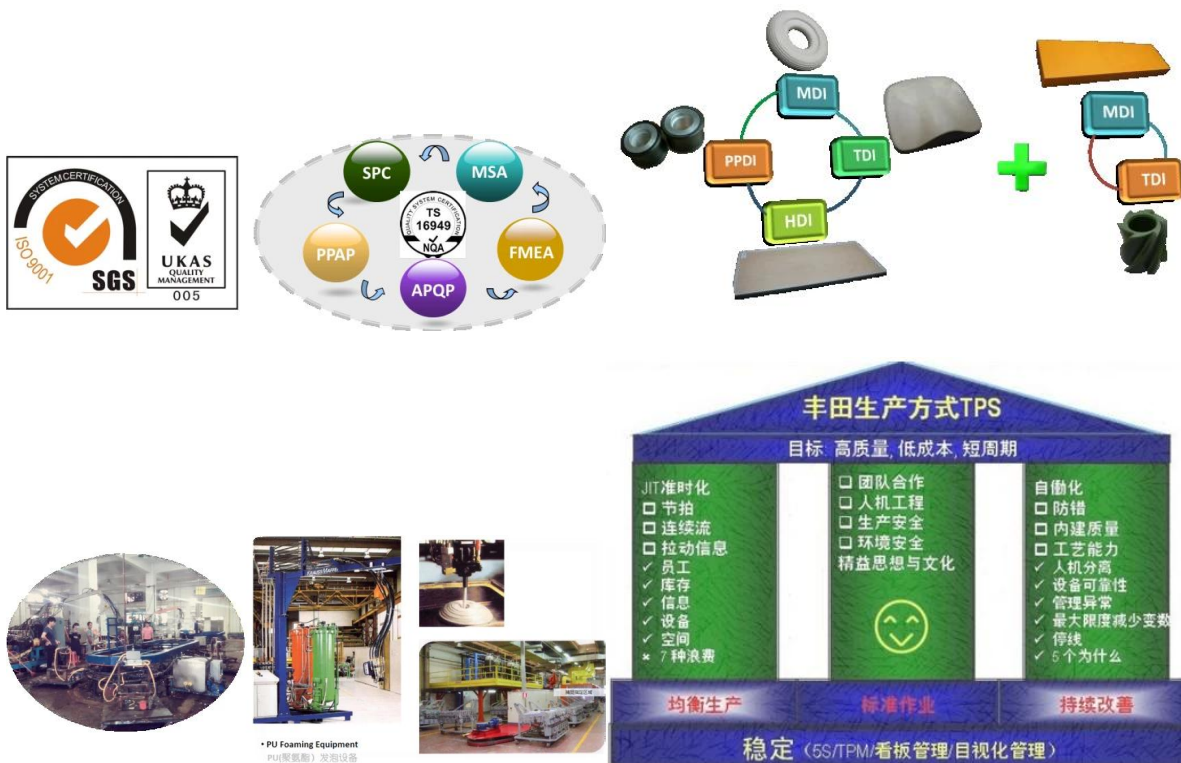 SYSTEM CERTIFICATION
ISO 9001
SGS
UKAS
QUALITY
MANAGEMENT
005
SPC
MSA
QUALITY SYSTEM CERTIFICATION
TS
16949
NQA
PPAP
FMEA
APQP
MDI
PPDI
TDI
HDI
MDI
TDI
• PU Foaming Equipment
PU(聚氨酯）发泡设备
丰田生产方式TPS
目标: 高质量, 低成本, 短周期
JIT准时化
□ 节拍
□ 连续流
□ 拉动信息
✓ 员工
✓ 库存
✓ 信息
✓ 设备
✓ 空间
× 7 种浪费
❑ 团队合作
❑ 人机工程
❑ 生产安全
❑ 环境安全
精益思想与文化
自働化
□ 防错
□ 内建质量
□ 工艺能力
✓ 人机分离
✓ 设备可靠性
✓ 管理异常
✓ 最大限度减少变数
✓ 停线
✓ 5 个为什么
均衡生产
标准作业
持续改善
稳定（5S/TPM/看板管理/目视化管理）